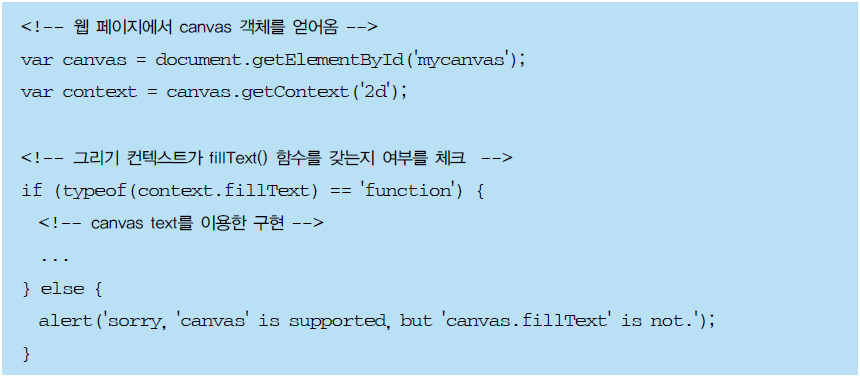 <!-- 웹 페이지에서 canvas 객체를 얻어옴 -->
var canvas = document.getElementById('mycanvas');
var context = canvas.getContext('2d');
<!-- 그리기 컨텍스트가 fillText() 함수를 갖는지 여부를 체크 -->
if (typeof(context.fillText) == 'function') {
<!-- canvas text를 이용한 구현 -->
...
} else {
alert('sorry, 'canvas' is supported, but 'canvas.fillText' is not.');
}